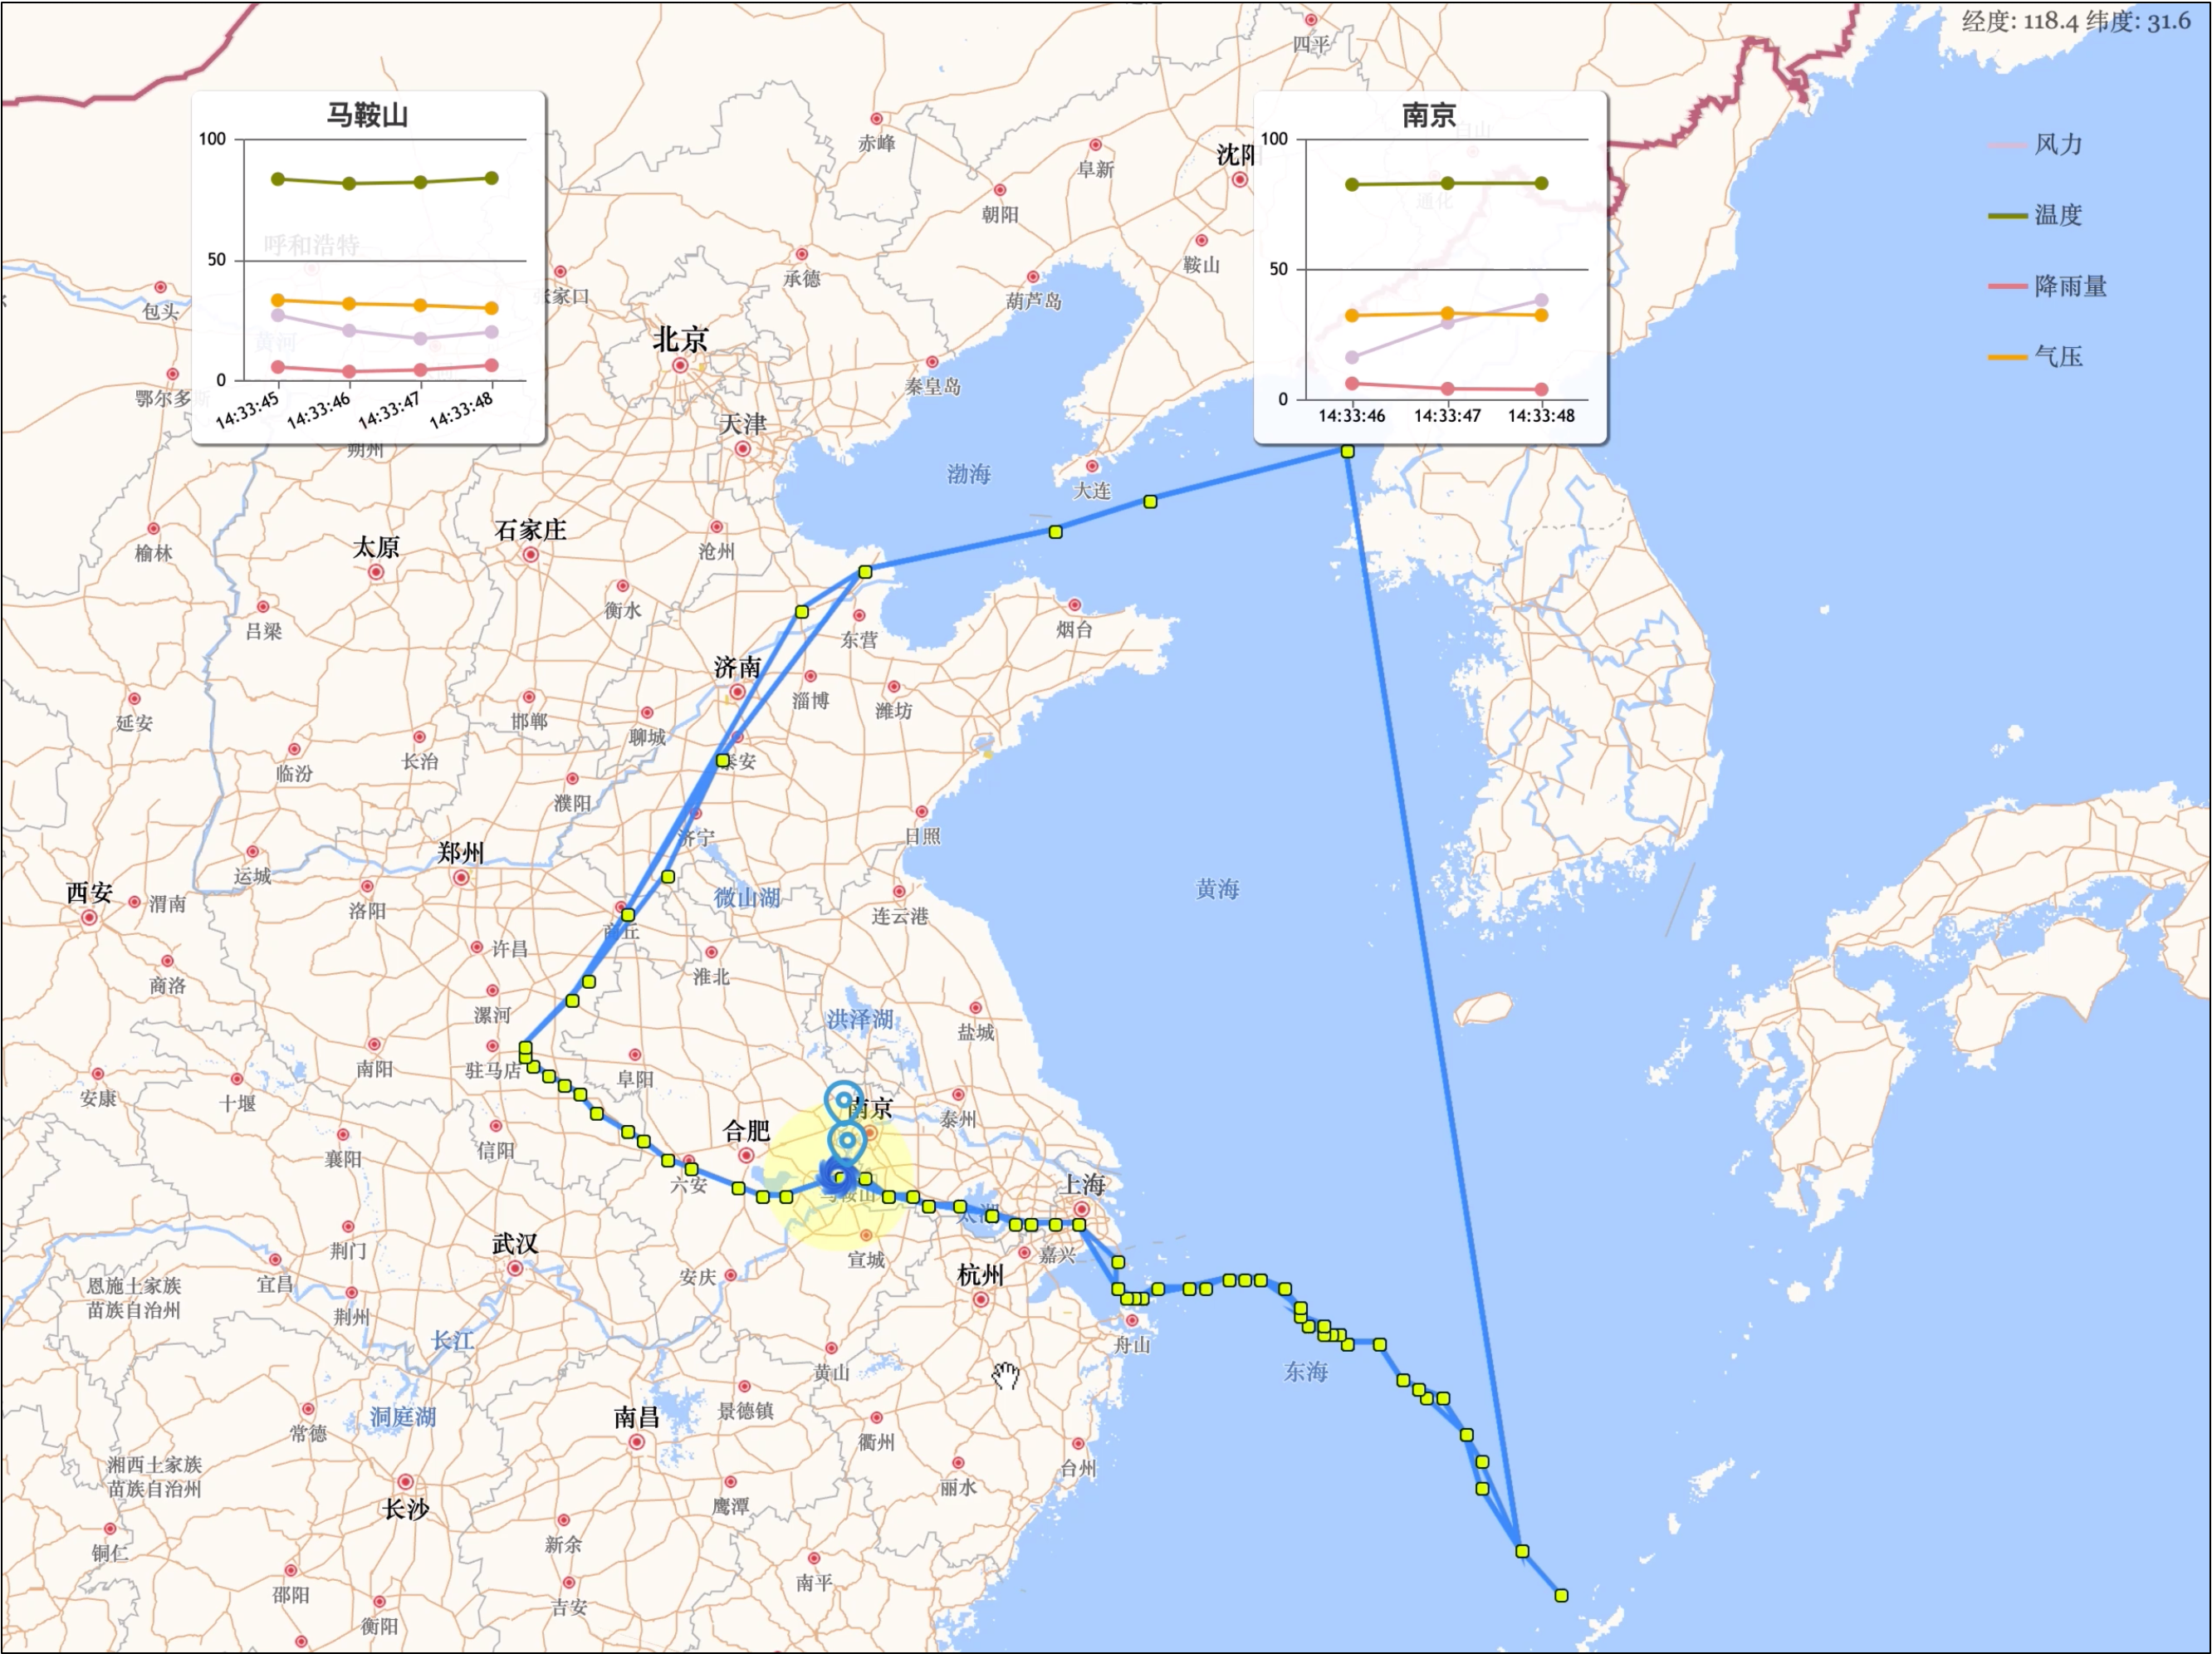 经度: 118.4 纬度: 31.6
四平
马鞍山
100
50
0
14:33:45
14:33:46
14:33:47
14:33:48
呼和浩特
黄河
南京
100
50
0
14:33:46
14:33:47
14:33:48
白山
通化
风力
温度
降雨量
气压
赤峰
阜新
沈阳
朝阳
鞍山
承德
葫芦岛
张家口
包头
北京
秦皇岛
鄂尔多斯
天津
朔州
渤海
大连
石家庄
太原
榆林
沧州
衡水
吕梁
东营
烟台
济南
淄博
潍坊
延安
邯郸
聊城
泰安
临汾
长治
濮阳
济宁
日照
郑州
运城
西安
渭南
洛阳
微山湖
黄海
连云港
商丘
许昌
淮北
商洛
漯河
洪泽湖
盐城
南阳
驻马店
阜阳
安康
十堰
南京
泰州
合肥
信阳
襄阳
六安
马鞍山
上海
太湖
荆门
武汉
宣城
嘉兴
杭州
安庆
宜昌
恩施土家族
苗族自治州
荆州
长江
舟山
黄山
东海
洞庭湖
南昌
景德镇
常德
衢州
湘西土家族
苗族自治州
台州
丽水
长沙
鹰潭
新余
铜仁
南平
邵阳
吉安
衡阳